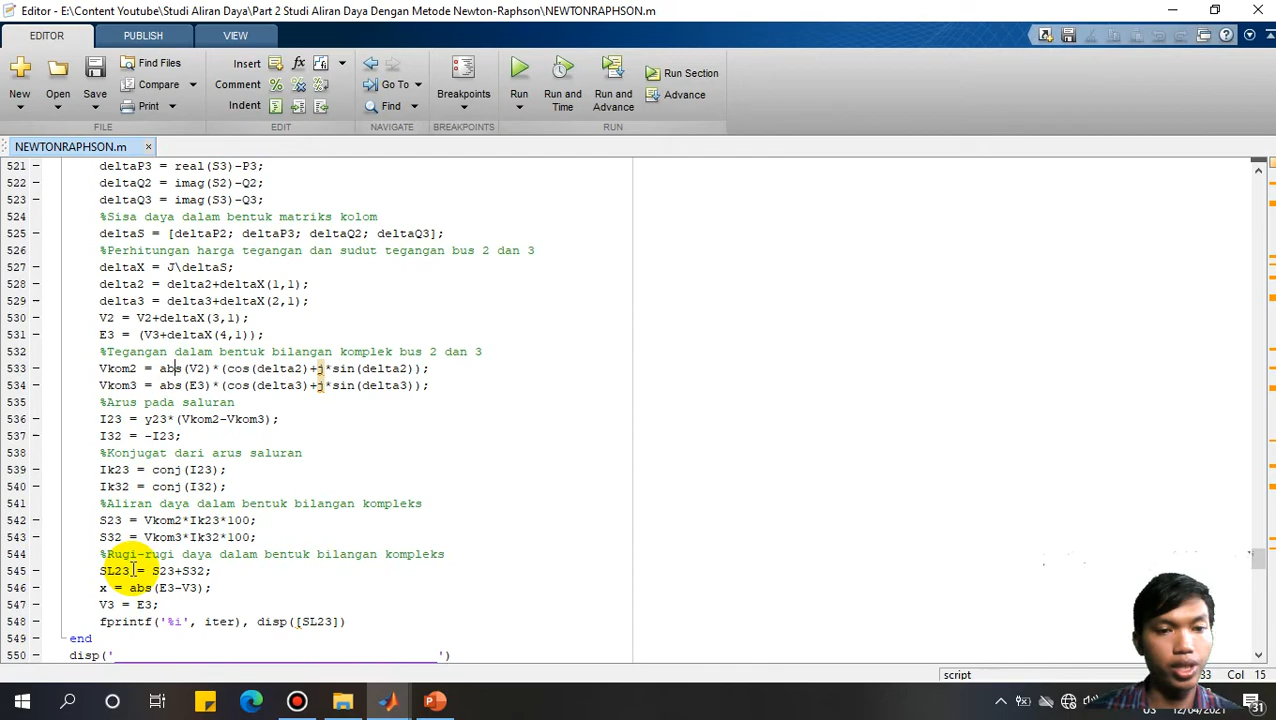 Editor - E:\Content Youtube\Studi Aliran Daya\Part 2 Studi Aliran Daya Dengan Metode Newton-Raphson\NEWTONRAPHSON.m
EDITOR PUBLISH VIEW
New Open Save Find Files Compare Print Insert Comment Indent Go To Find Breakpoints Run Run and Time Run and Advance Run Section Advance
FILE EDIT NAVIGATE BREAKPOINTS RUN
NEWTONRAPHSON.m
521 deltaP3 = real(S3)-P3;
522 deltaQ2 = imag(S2)-Q2;
523 deltaQ3 = imag(S3)-Q3;
524 %Sisa daya dalam bentuk matriks kolom
525 deltaS = [deltaP2; deltaP3; deltaQ2; deltaQ3];
526 %Perhitungan harga tegangan dan sudut tegangan bus 2 dan 3
527 deltaX = J\deltaS;
528 delta2 = delta2+deltaX(1,1);
529 delta3 = delta3+deltaX(2,1);
530 V2 = V2+deltaX(3,1);
531 E3 = (V3+deltaX(4,1));
532 %Tegangan dalam bentuk bilangan komplek bus 2 dan 3
533 Vkom2 = abs(V2)*(cos(delta2)+j*sin(delta2));
534 Vkom3 = abs(E3)*(cos(delta3)+j*sin(delta3));
535 %Arus pada saluran
536 I23 = y23*(Vkom2-Vkom3);
537 I32 = -I23;
538 %Konjugat dari arus saluran
539 Ik23 = conj(I23);
540 Ik32 = conj(I32);
541 %Aliran daya dalam bentuk bilangan kompleks
542 S23 = Vkom2*Ik23*100;
543 S32 = Vkom3*Ik32*100;
544 %Rugi-rugi daya dalam bentuk bilangan kompleks
545 SL23 = S23+S32;
546 x = abs(E3-V3);
547 V3 = E3;
548 fprintf('%i', iter), disp([SL23])
549 end
550 disp('________________________________')
script 33 Col 15
12/04/2021
31